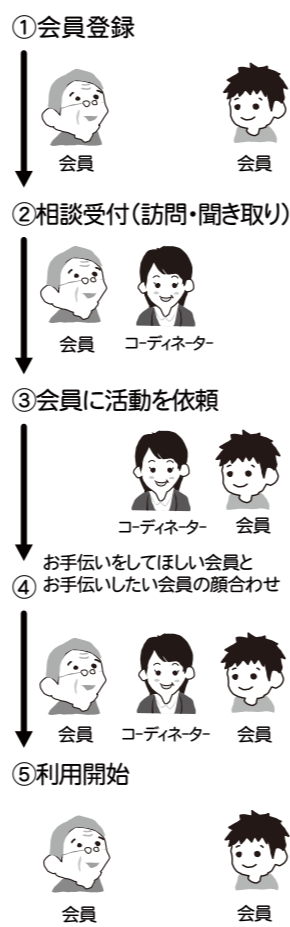 ①会員登録
会員 会員
②相談受付(訪問・聞き取り)
会員 コーディネーター
③会員に活動を依頼
コーディネーター 会員
④ お手伝いをしてほしい会員と
お手伝いしたい会員の顔合わせ
会員 コーディネーター 会員
⑤利用開始
会員 会員